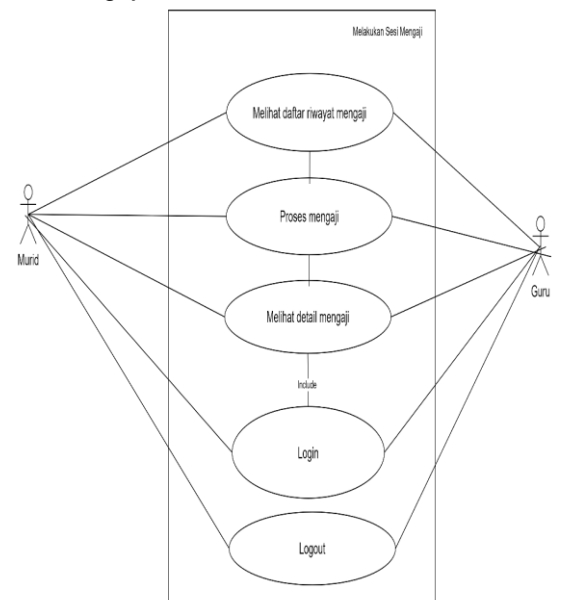 Melakukan Sesi Mengaji
Melihat daftar riwayat mengaji
Proses mengaji
Murid
Guru
Melihat detail mengaji
Include
Login
Logout